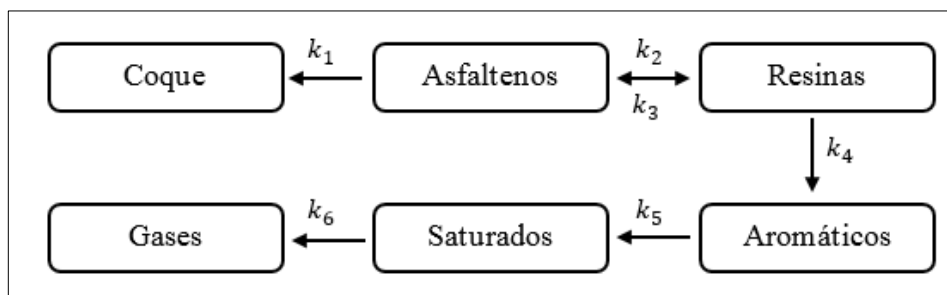 k₁ k₂
Coque Asfaltenos Resinas
k₃
k₄
k₆ k₅
Gases Saturados Aromáticos